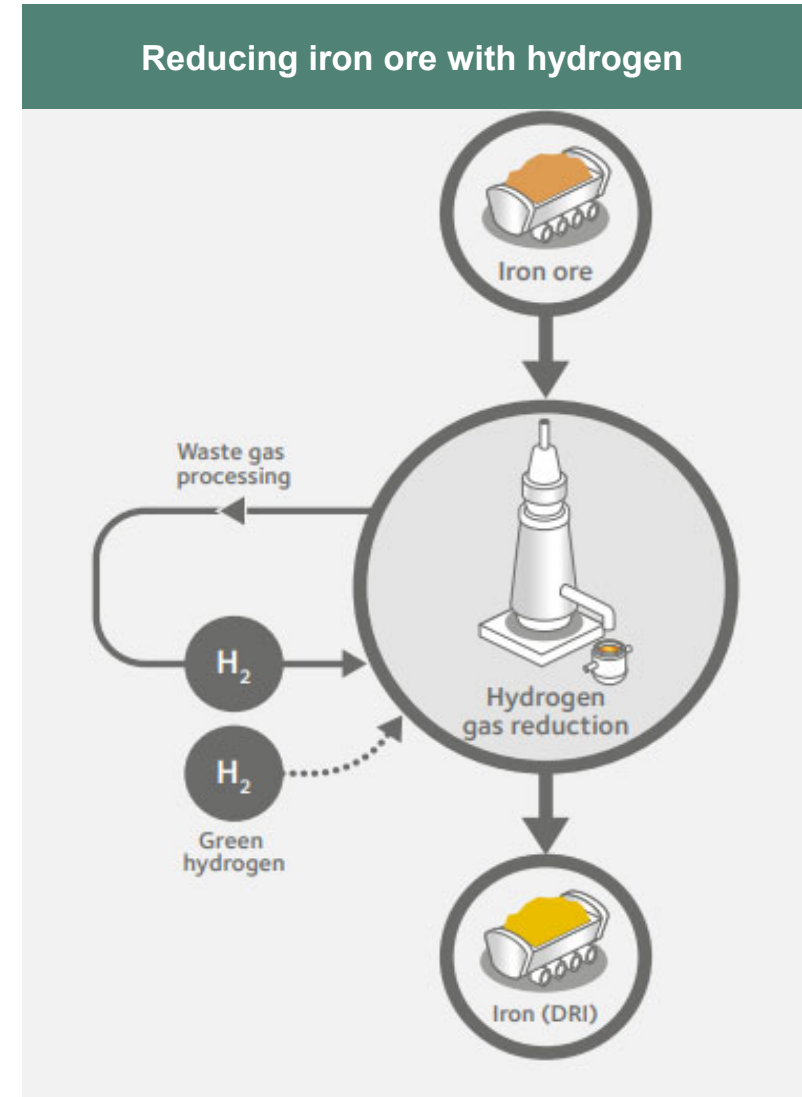 Reducing iron ore with hydrogen
Iron ore
Waste gas
processing
H₂
Hydrogen
gas reduction
H₂
Green
hydrogen
Iron (DRI)